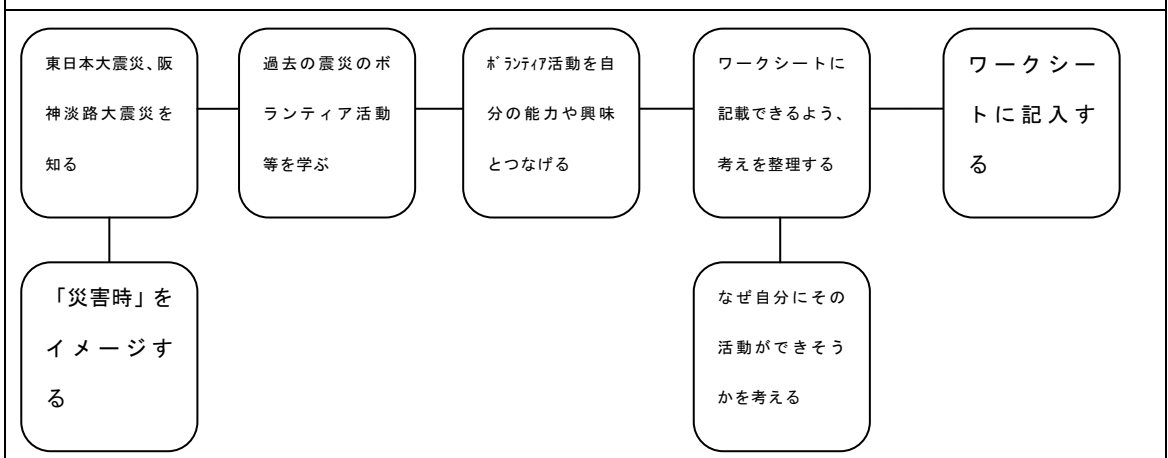 東日本大震災、阪
神淡路大震災を
知る
過去の震災のボ
ランティア活動
等を学ぶ
ﾎﾞﾗﾝﾃｨｱ活動を自
分の能力や興味
とつなげる
ワークシートに
記載できるよう、
考えを整理する
ワークシー
トに記入す
る
「災害時」を
イメージす
る
なぜ自分にその
活動ができそう
かを考える